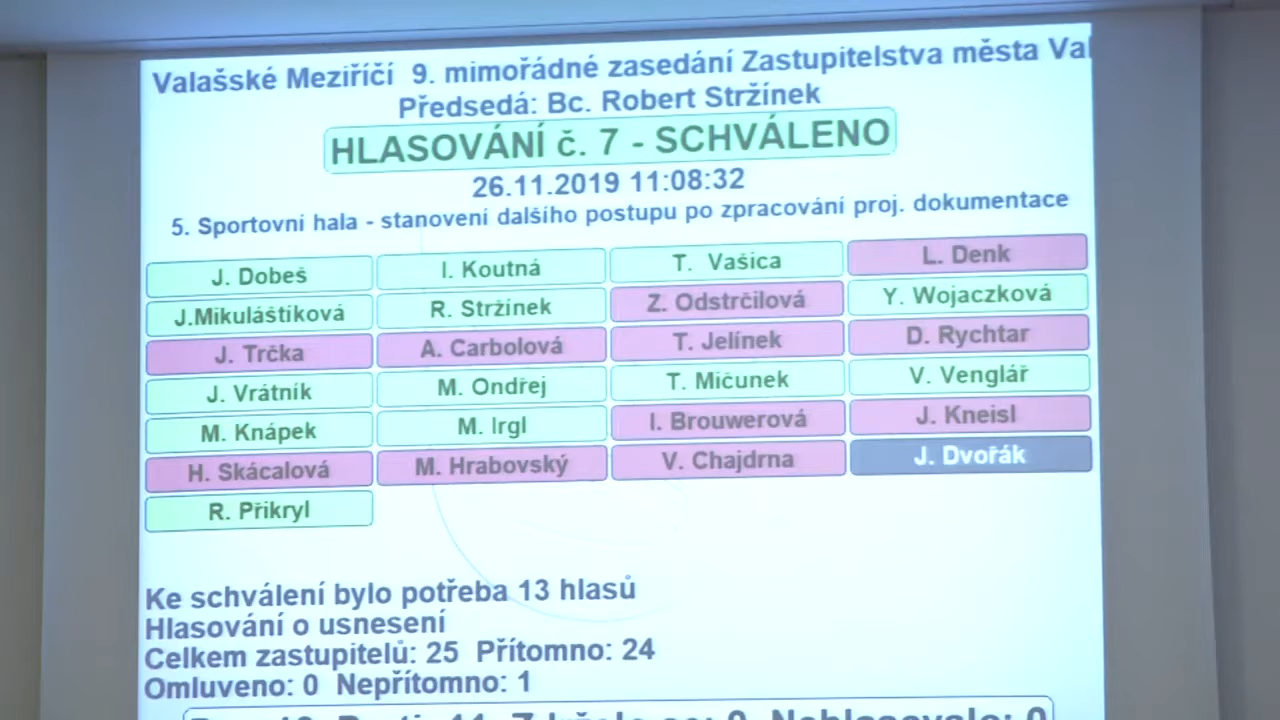 Valašské Meziříčí 9. mimořádné zasedání Zastupitelstva města Val
Předsedá: Bc. Robert Stržínek
HLASOVÁNÍ č. 7 - SCHVÁLENO
26.11.2019 11:08:32
5. Sportovní hala - stanovení dalšího postupu po zpracování proj. dokumentace
J. Dobeš I. Koutná T. Vašica L. Denk
J.Mikuláštíková R. Stržínek Z. Odstrčilová Y. Wojaczková
J. Trčka A. Carbolová T. Jelínek D. Rychtar
J. Vrátník M. Ondřej T. Mičunek V. Venglář
M. Knápek M. Irgl I. Brouwerová J. Kneisl
H. Skácalová M. Hrabovský V. Chajdrna J. Dvořák
R. Přikryl
Ke schválení bylo potřeba 13 hlasů
Hlasování o usnesení
Celkem zastupitelů: 25 Přítomno: 24
Omluveno: 0 Nepřítomno: 1